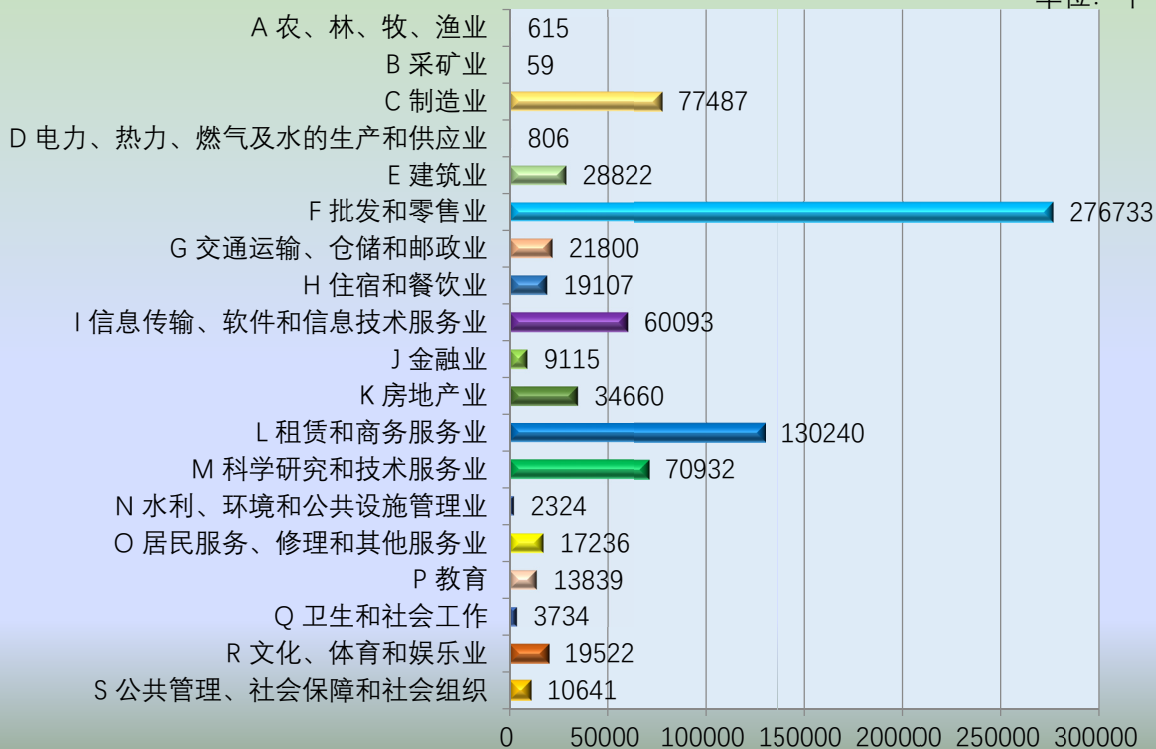 A 农、林、牧、渔业 615
B 采矿业 59
C 制造业 77487
D 电力、热力、燃气及水的生产和供应业 806
E 建筑业 28822
F 批发和零售业 276733
G 交通运输、仓储和邮政业 21800
H 住宿和餐饮业 19107
I 信息传输、软件和信息技术服务业 60093
J 金融业 9115
K 房地产业 34660
L 租赁和商务服务业 130240
M 科学研究和技术服务业 70932
N 水利、环境和公共设施管理业 2324
O 居民服务、修理和其他服务业 17236
P 教育 13839
Q 卫生和社会工作 3734
R 文化、体育和娱乐业 19522
S 公共管理、社会保障和社会组织 10641
0 50000 100000 150000 200000 250000 300000